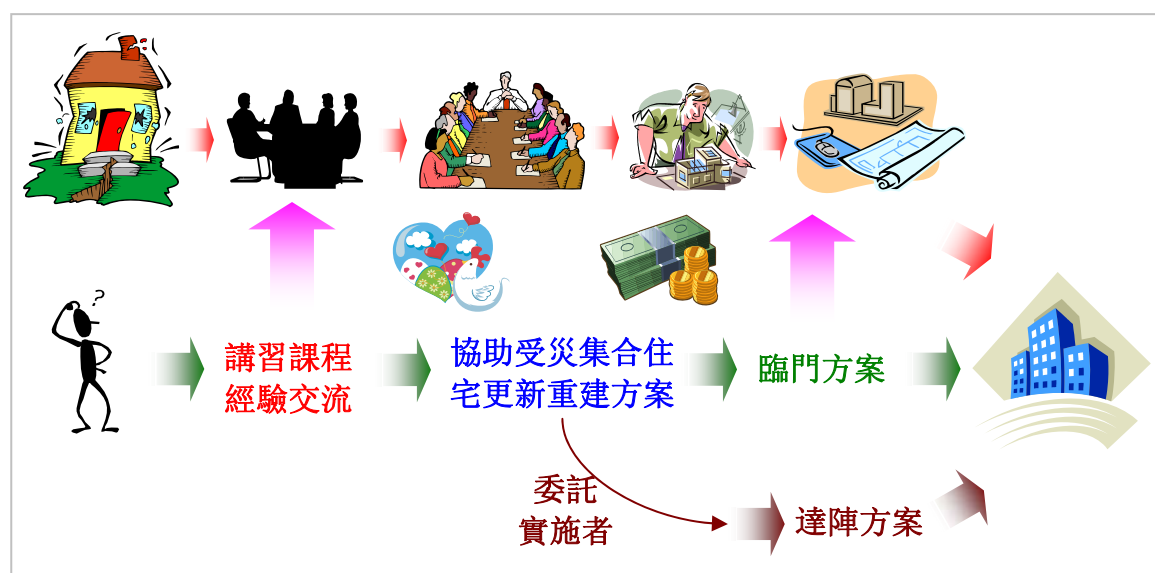 ?
講習課程
經驗交流
協助受災集合住
宅更新重建方案
臨門方案
委託
實施者
達陣方案